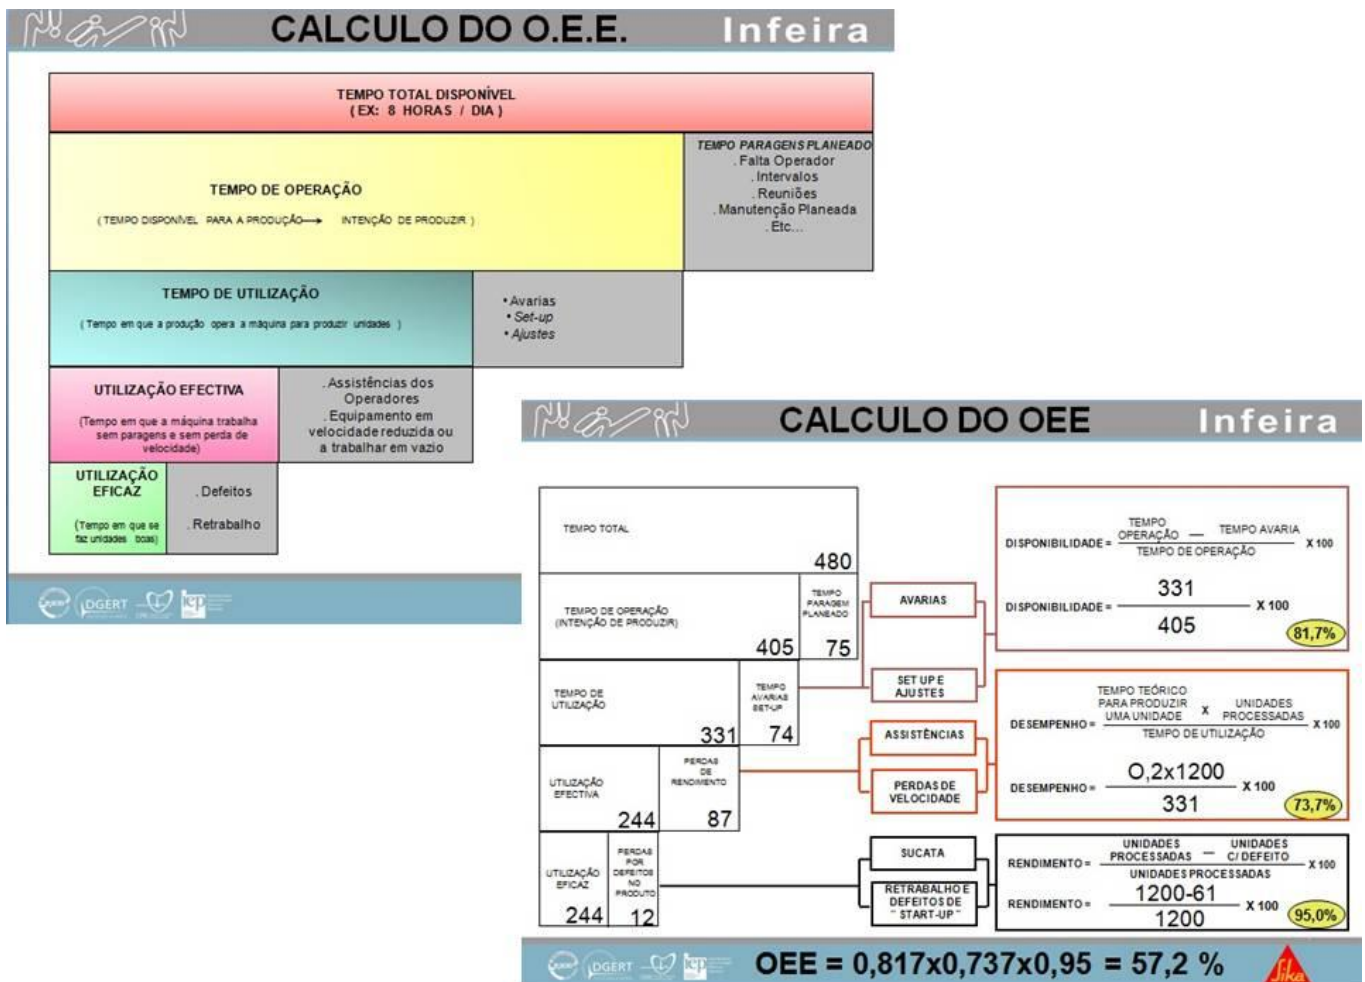 CALCULO DO O.E.E.
Infeira
TEMPO TOTAL DISPONÍVEL
( EX: 8 HORAS / DIA )
TEMPO DE OPERAÇÃO
( TEMPO DISPONÍVEL PARA A PRODUÇÃO→ INTENÇÃO DE PRODUZIR )
TEMPO PARAGENS PLANEADO
. Falta Operador
. Intervalos
. Reuniões
. Manutenção Planeada
. Etc...
TEMPO DE UTILIZAÇÃO
( Tempo em que a produção opera a máquina para produzir unidades )
• Avarias
• Set-up
• Ajustes
UTILIZAÇÃO EFECTIVA
(Tempo em que a máquina trabalha
sem paragens e sem perda de
velocidade)
. Assistências dos
Operadores
. Equipamento em
velocidade reduzida ou
a trabalhar em vazio
UTILIZAÇÃO
EFICAZ
(Tempo em que se
faz unidades boas)
. Defeitos
. Retrabalho
DGERT
iep
CALCULO DO OEE
Infeira
TEMPO TOTAL
480
TEMPO DE OPERAÇÃO
(INTENÇÃO DE PRODUZIR)
405
TEMPO
PARAGEM
PLANEADO
75
TEMPO DE
UTILIZAÇÃO
331
TEMPO
AVARIAS
SET-UP
74
UTILIZAÇÃO
EFECTIVA
244
PERDAS
DE
RENDIMENTO
87
UTILIZAÇÃO
EFICAZ
244
PERDAS
POR
DEFEITOS
NO
PRODUTO
12
AVARIAS
SET UP E
AJUSTES
ASSISTÊNCIAS
PERDAS DE
VELOCIDADE
SUCATA
RETRABALHO E
DEFEITOS DE
" START-UP "
DISPONIBILIDADE = TEMPO OPERAÇÃO — TEMPO AVARIA X 100
TEMPO DE OPERAÇÃO
DISPONIBILIDADE = 331 X 100
405
81,7%
TEMPO TEÓRICO
PARA PRODUZIR
UMA UNIDADE X UNIDADES PROCESSADAS
DESEMPENHO = X 100
TEMPO DE UTILIZAÇÃO
DESEMPENHO = O,2x1200 X 100
331
73,7%
RENDIMENTO = UNIDADES PROCESSADAS — UNIDADES C/ DEFEITO X 100
UNIDADES PROCESSADAS
RENDIMENTO = 1200-61 X 100
1200
95,0%
DGERT
iep
OEE = 0,817x0,737x0,95 = 57,2 %
Sika